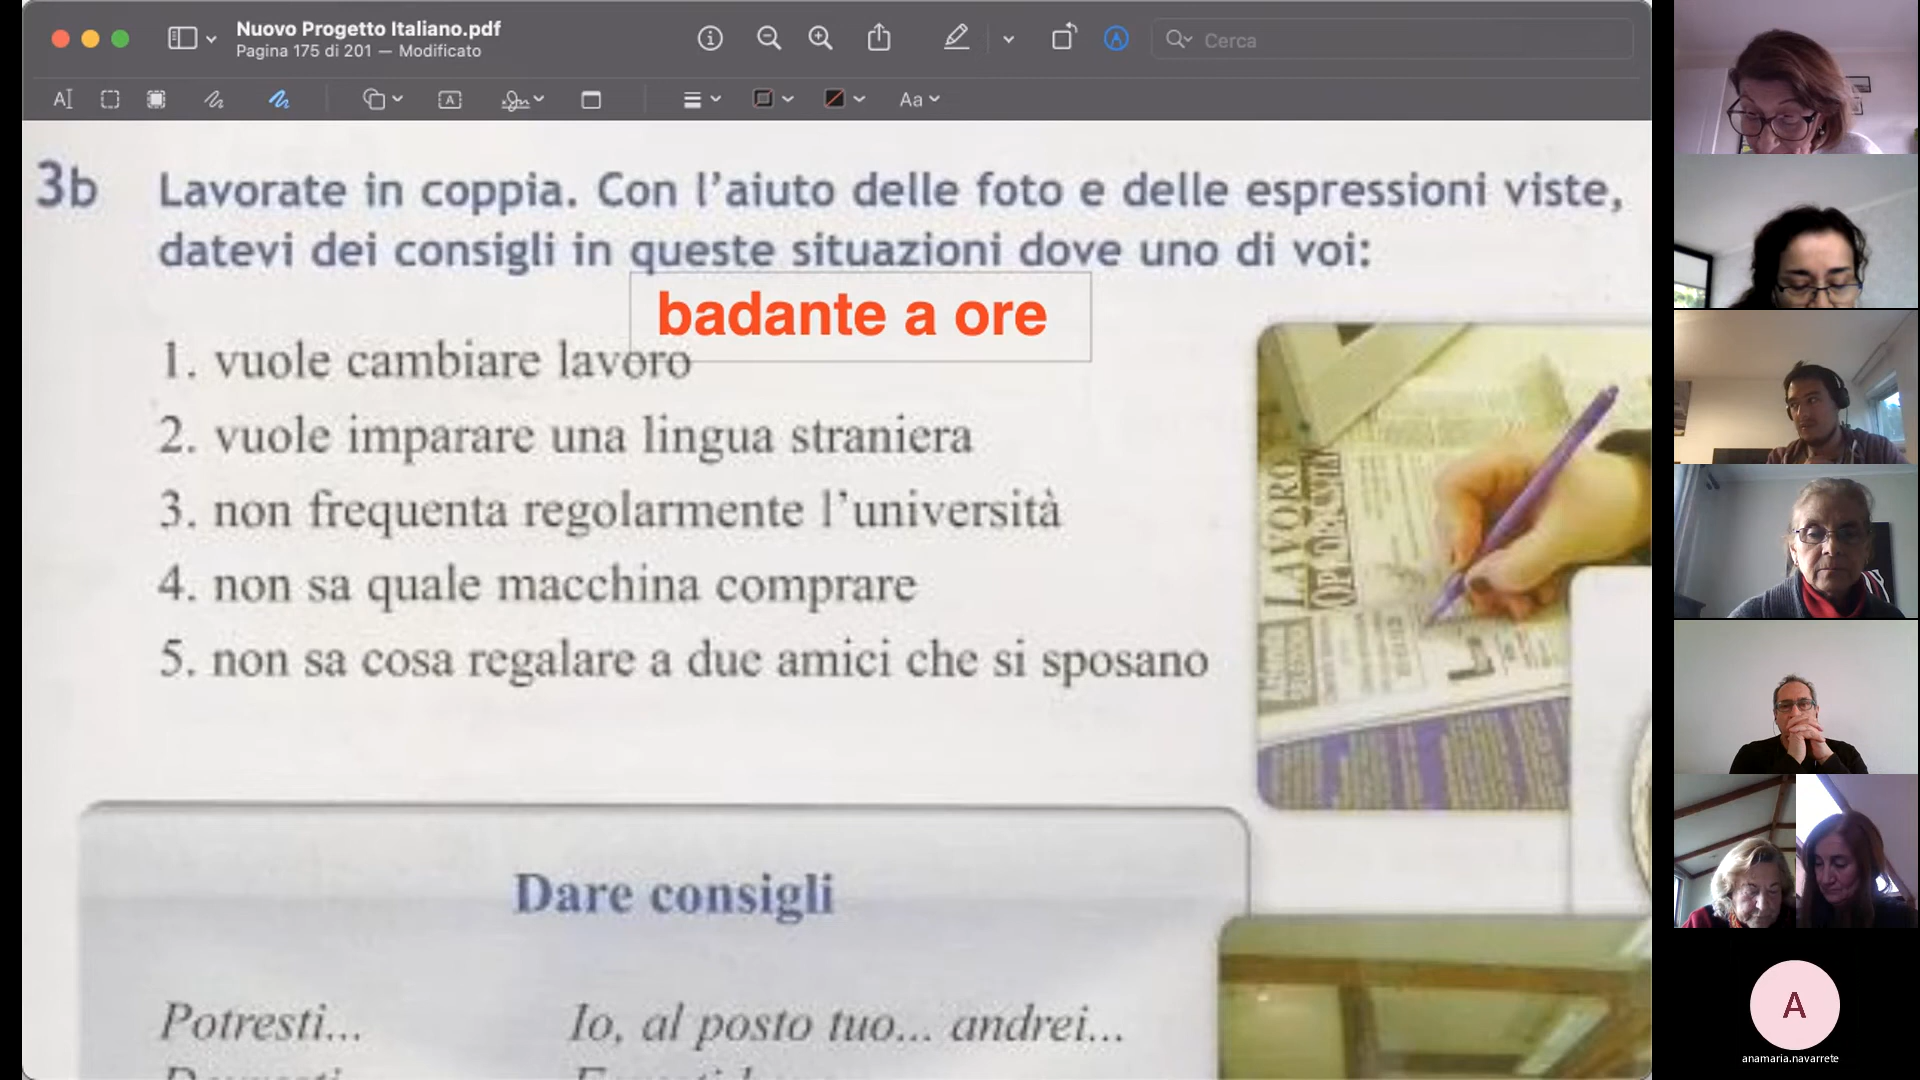 Nuovo Progetto Italiano.pdf
Pagina 175 di 201 — Modificato
Cerca
Aa
3b Lavorate in coppia. Con l'aiuto delle foto e delle espressioni viste,
datevi dei consigli in queste situazioni dove uno di voi:
badante a ore
1. vuole cambiare lavoro
2. vuole imparare una lingua straniera
3. non frequenta regolarmente l'università
4. non sa quale macchina comprare
5. non sa cosa regalare a due amici che si sposano
LAVORO
Dare consigli
Potresti... Io, al posto tuo... andrei...
A
anamaria.navarrete